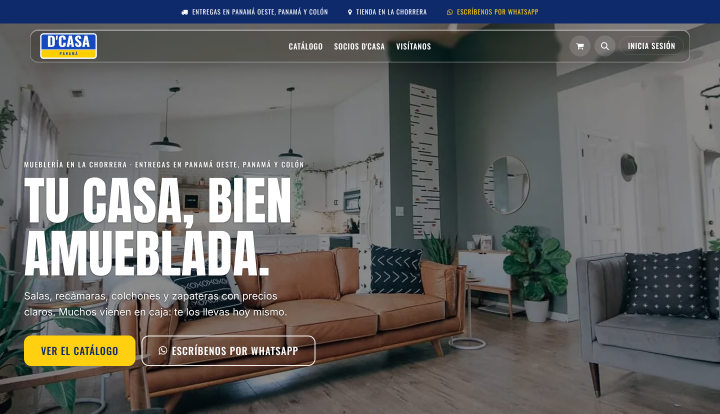 ENTREGAS EN PANAMÁ OESTE, PANAMÁ Y COLÓN
TIENDA EN LA CHORRERA
ESCRÍBENOS POR WHATSAPP
D'CASA
PANAMÁ
CATÁLOGO
SOCIOS D'CASA
VISÍTANOS
INICIA SESIÓN
MUEBLERÍA EN LA CHORRERA · ENTREGAS EN PANAMÁ OESTE, PANAMÁ Y COLÓN
TU CASA, BIEN
AMUEBLADA.
Salas, recámaras, colchones y zapateras con precios
claros. Muchos vienen en caja: te los llevas hoy mismo.
VER EL CATÁLOGO
ESCRÍBENOS POR WHATSAPP